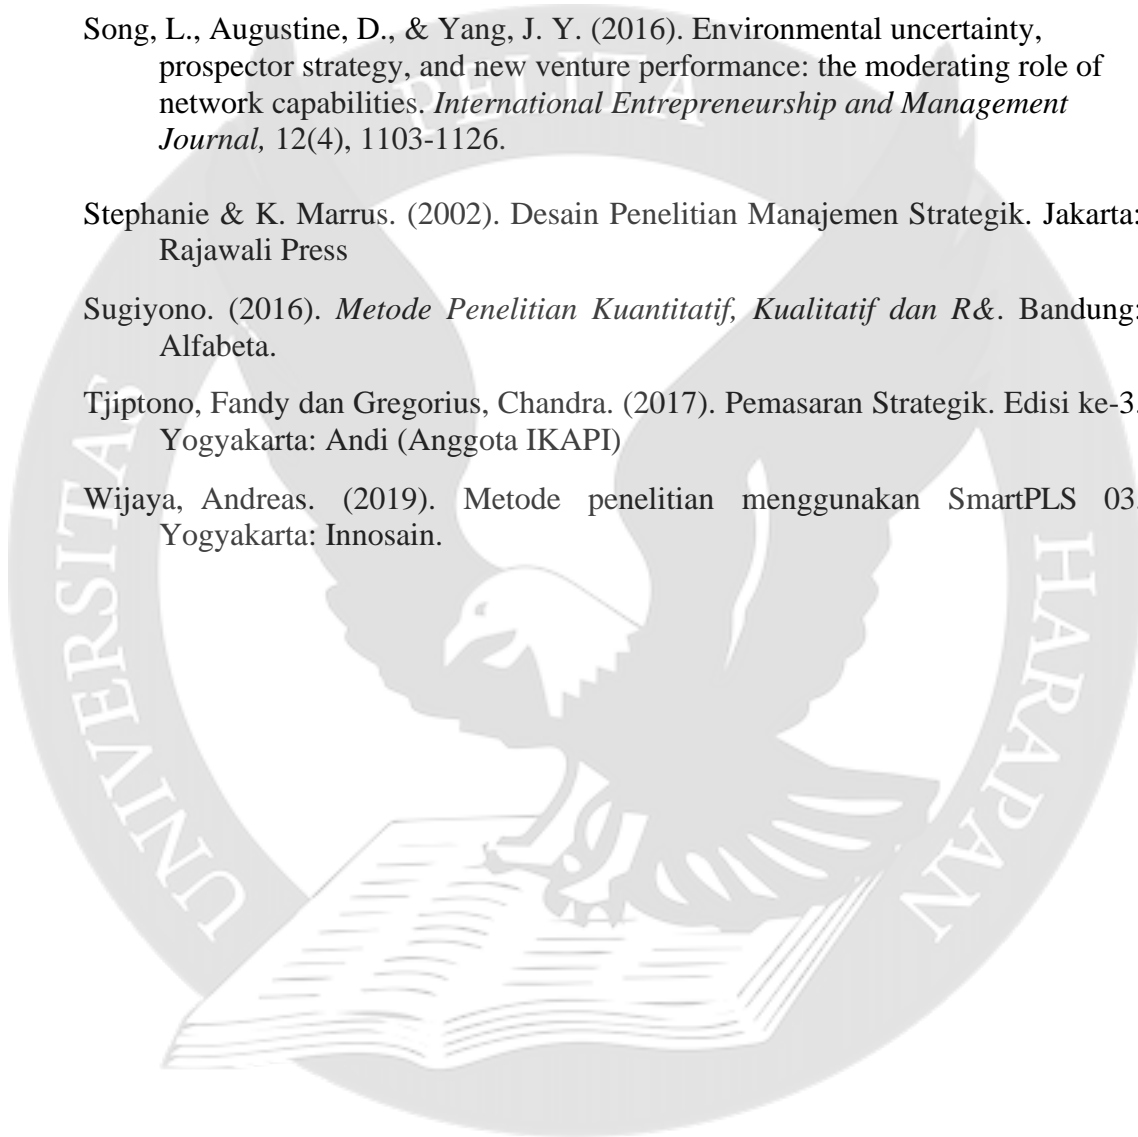 Song, L., Augustine, D., & Yang, J. Y. (2016). Environmental uncertainty,
prospector strategy, and new venture performance: the moderating role of
network capabilities. International Entrepreneurship and Management
Journal, 12(4), 1103-1126.
Stephanie & K. Marrus. (2002). Desain Penelitian Manajemen Strategik. Jakarta:
Rajawali Press
Sugiyono. (2016). Metode Penelitian Kuantitatif, Kualitatif dan R&. Bandung:
Alfabeta.
Tjiptono, Fandy dan Gregorius, Chandra. (2017). Pemasaran Strategik. Edisi ke-3.
Yogyakarta: Andi (Anggota IKAPI)
Wijaya, Andreas. (2019). Metode penelitian menggunakan SmartPLS 03.
Yogyakarta: Innosain.
UNIVERSITAS
PELITA
HARAPAN